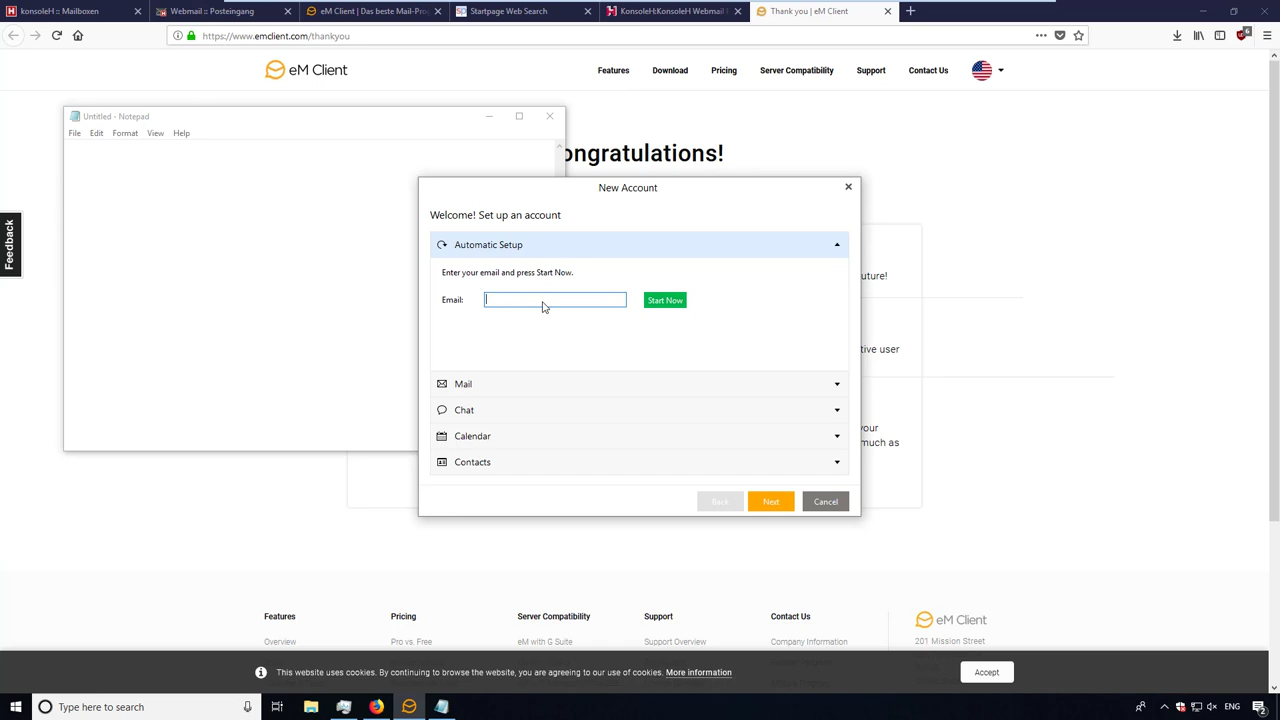 konsoleH :: Mailboxen
Webmail :: Posteingang
eM Client | Das beste Mail-Pro
Startpage Web Search
KonsoleH:KonsoleH Webmail
Thank you | eM Client
https://www.emclient.com/thankyou
6
eM Client
Features
Download
Pricing
Server Compatibility
Support
Contact Us
Untitled - Notepad
File
Edit
Format
View
Help
ongratulations!
Feedback
New Account
Welcome! Set up an account
Automatic Setup
Enter your email and press Start Now.
Email:
Start Now
uture!
tive user
your
much as
Mail
Chat
Calendar
Contacts
Back
Next
Cancel
Features
Pricing
Server Compatibility
Support
Contact Us
eM Client
Overview
Pro vs. Free
eM with G Suite
Support Overview
Company Information
201 Mission Street
This website uses cookies. By continuing to browse the website, you are agreeing to our use of cookies. More information
Accept
Type here to search
ENG
2